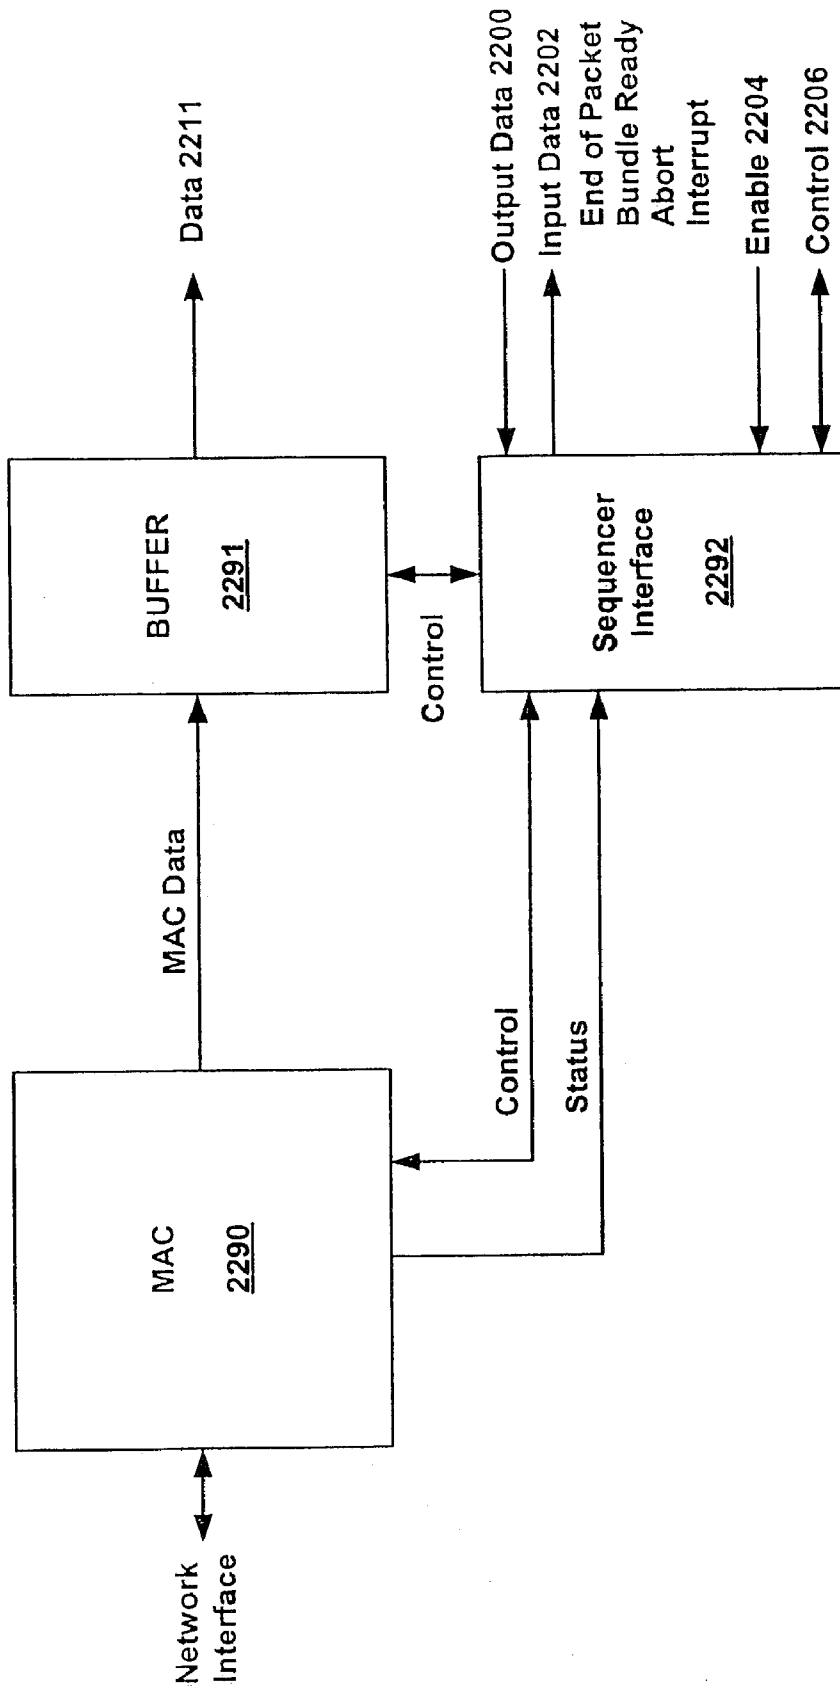 Network
Interface
MAC
2290
MAC Data
Control
Status
BUFFER
2291
Control
Sequencer
Interface
2292
Data 2211
Output Data 2200
Input Data 2202
End of Packet
Bundle Ready
Abort
Interrupt
Enable 2204
Control 2206